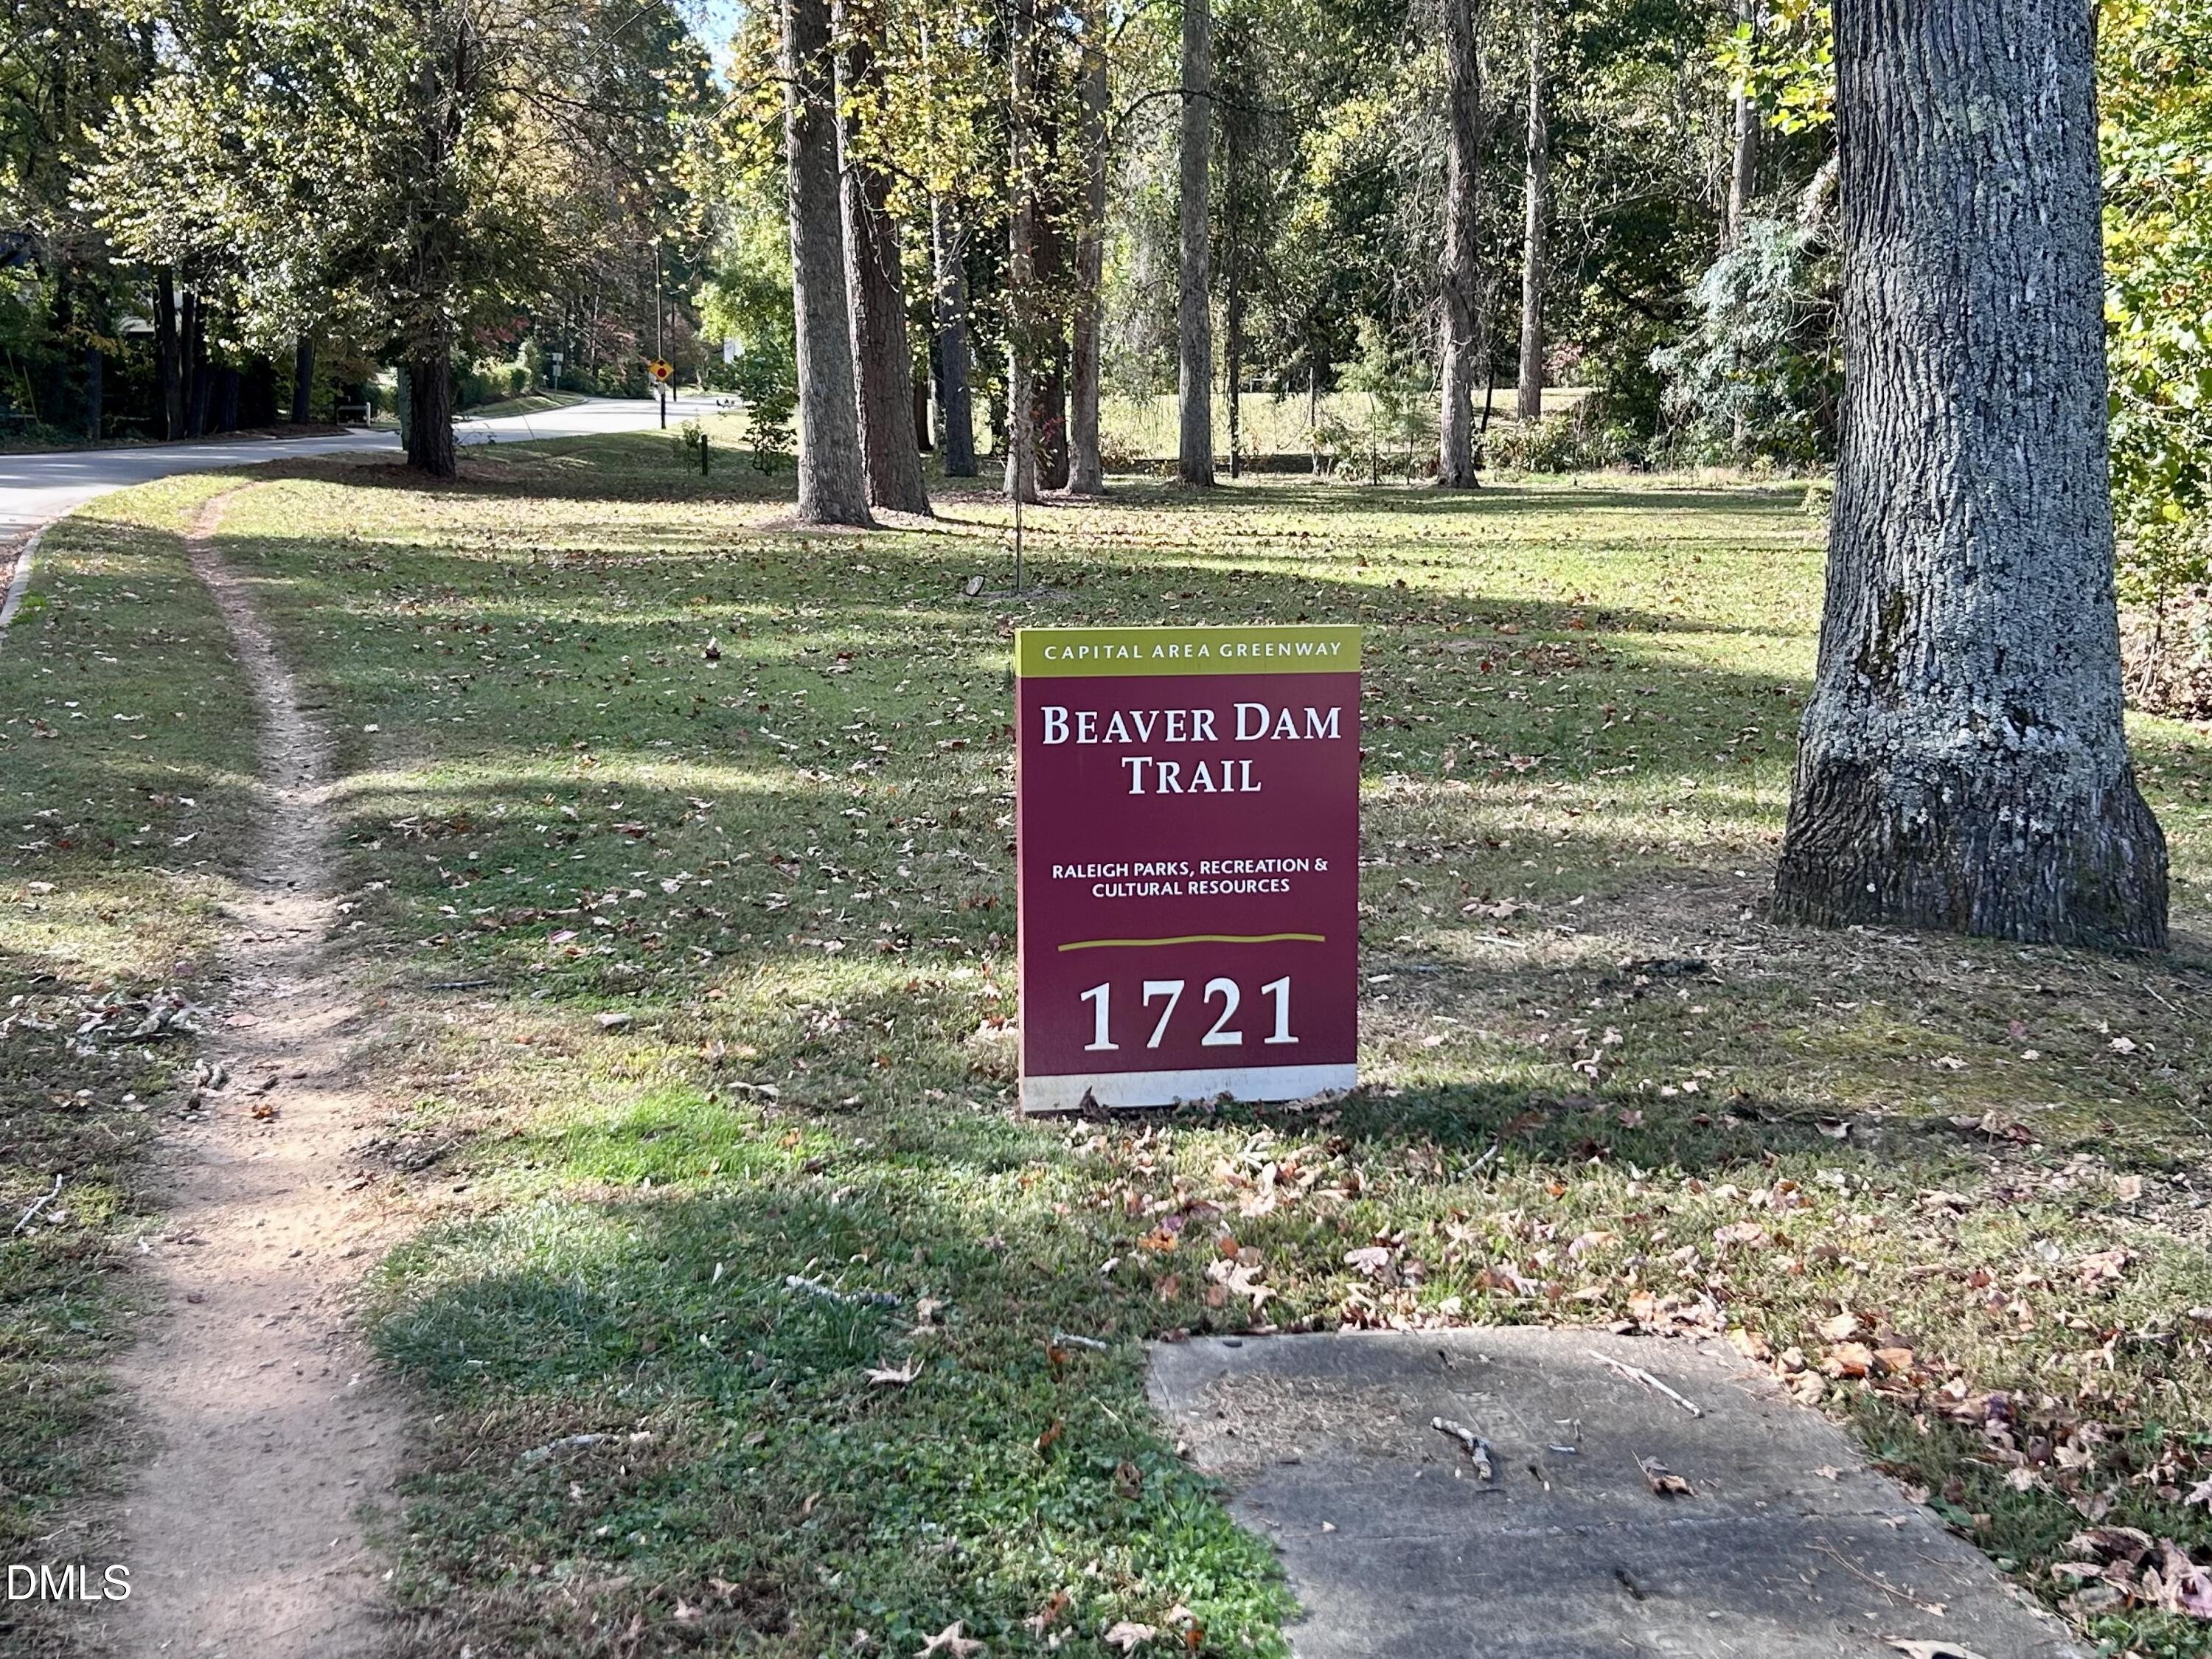 CAPITAL AREA GREENWAY
BEAVER DAM
TRAIL
RALEIGH PARKS, RECREATION &
CULTURAL RESOURCES
1721
DMLS